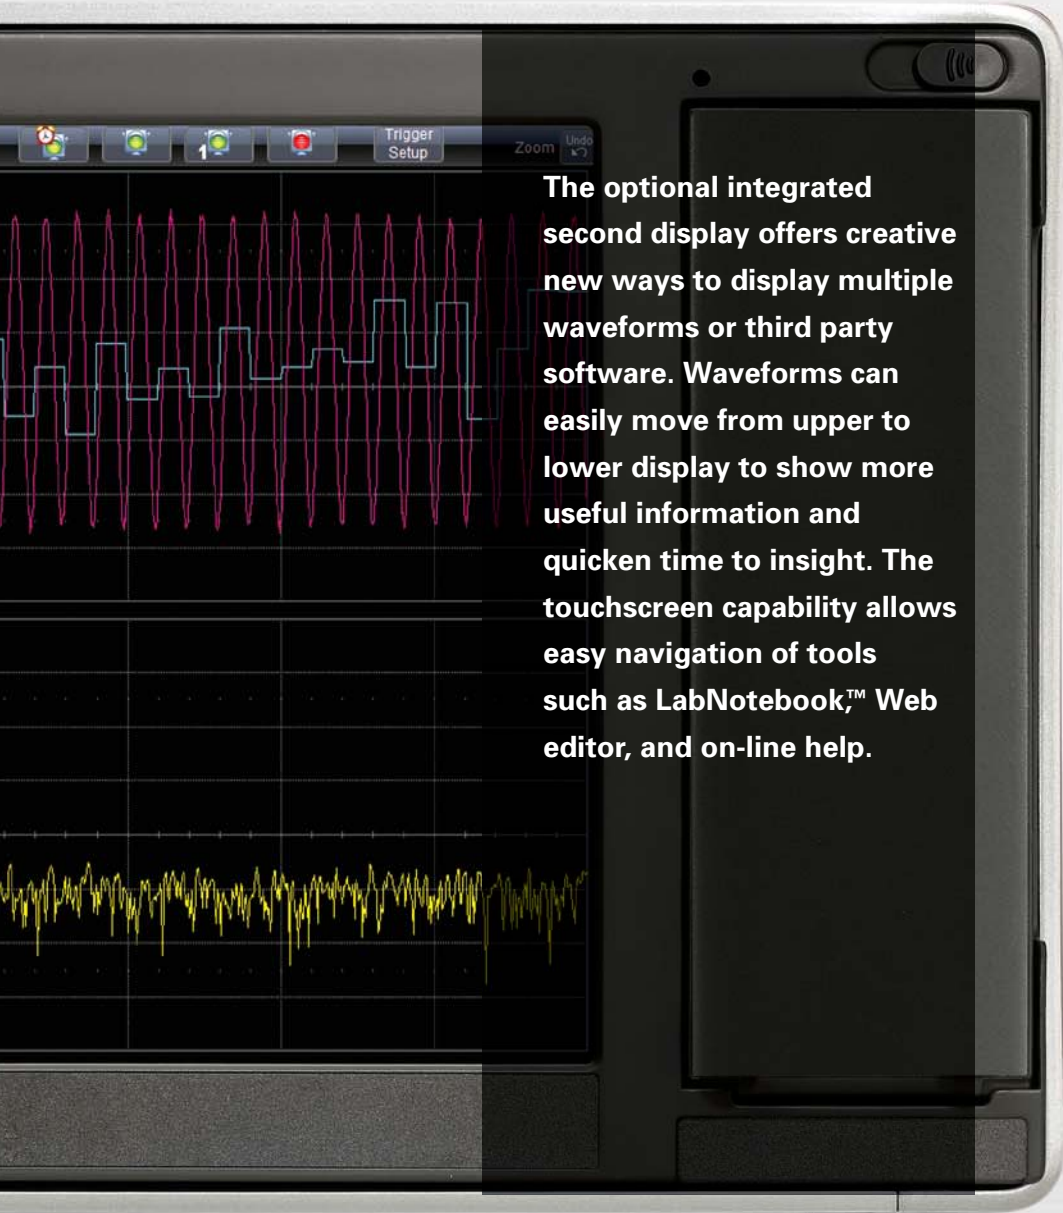 1
Trigger
Setup
Zoom
Undo
The optional integrated
second display offers creative
new ways to display multiple
waveforms or third party
software. Waveforms can
easily move from upper to
lower display to show more
useful information and
quicken time to insight. The
touchscreen capability allows
easy navigation of tools
such as LabNotebook,™ Web
editor, and on-line help.